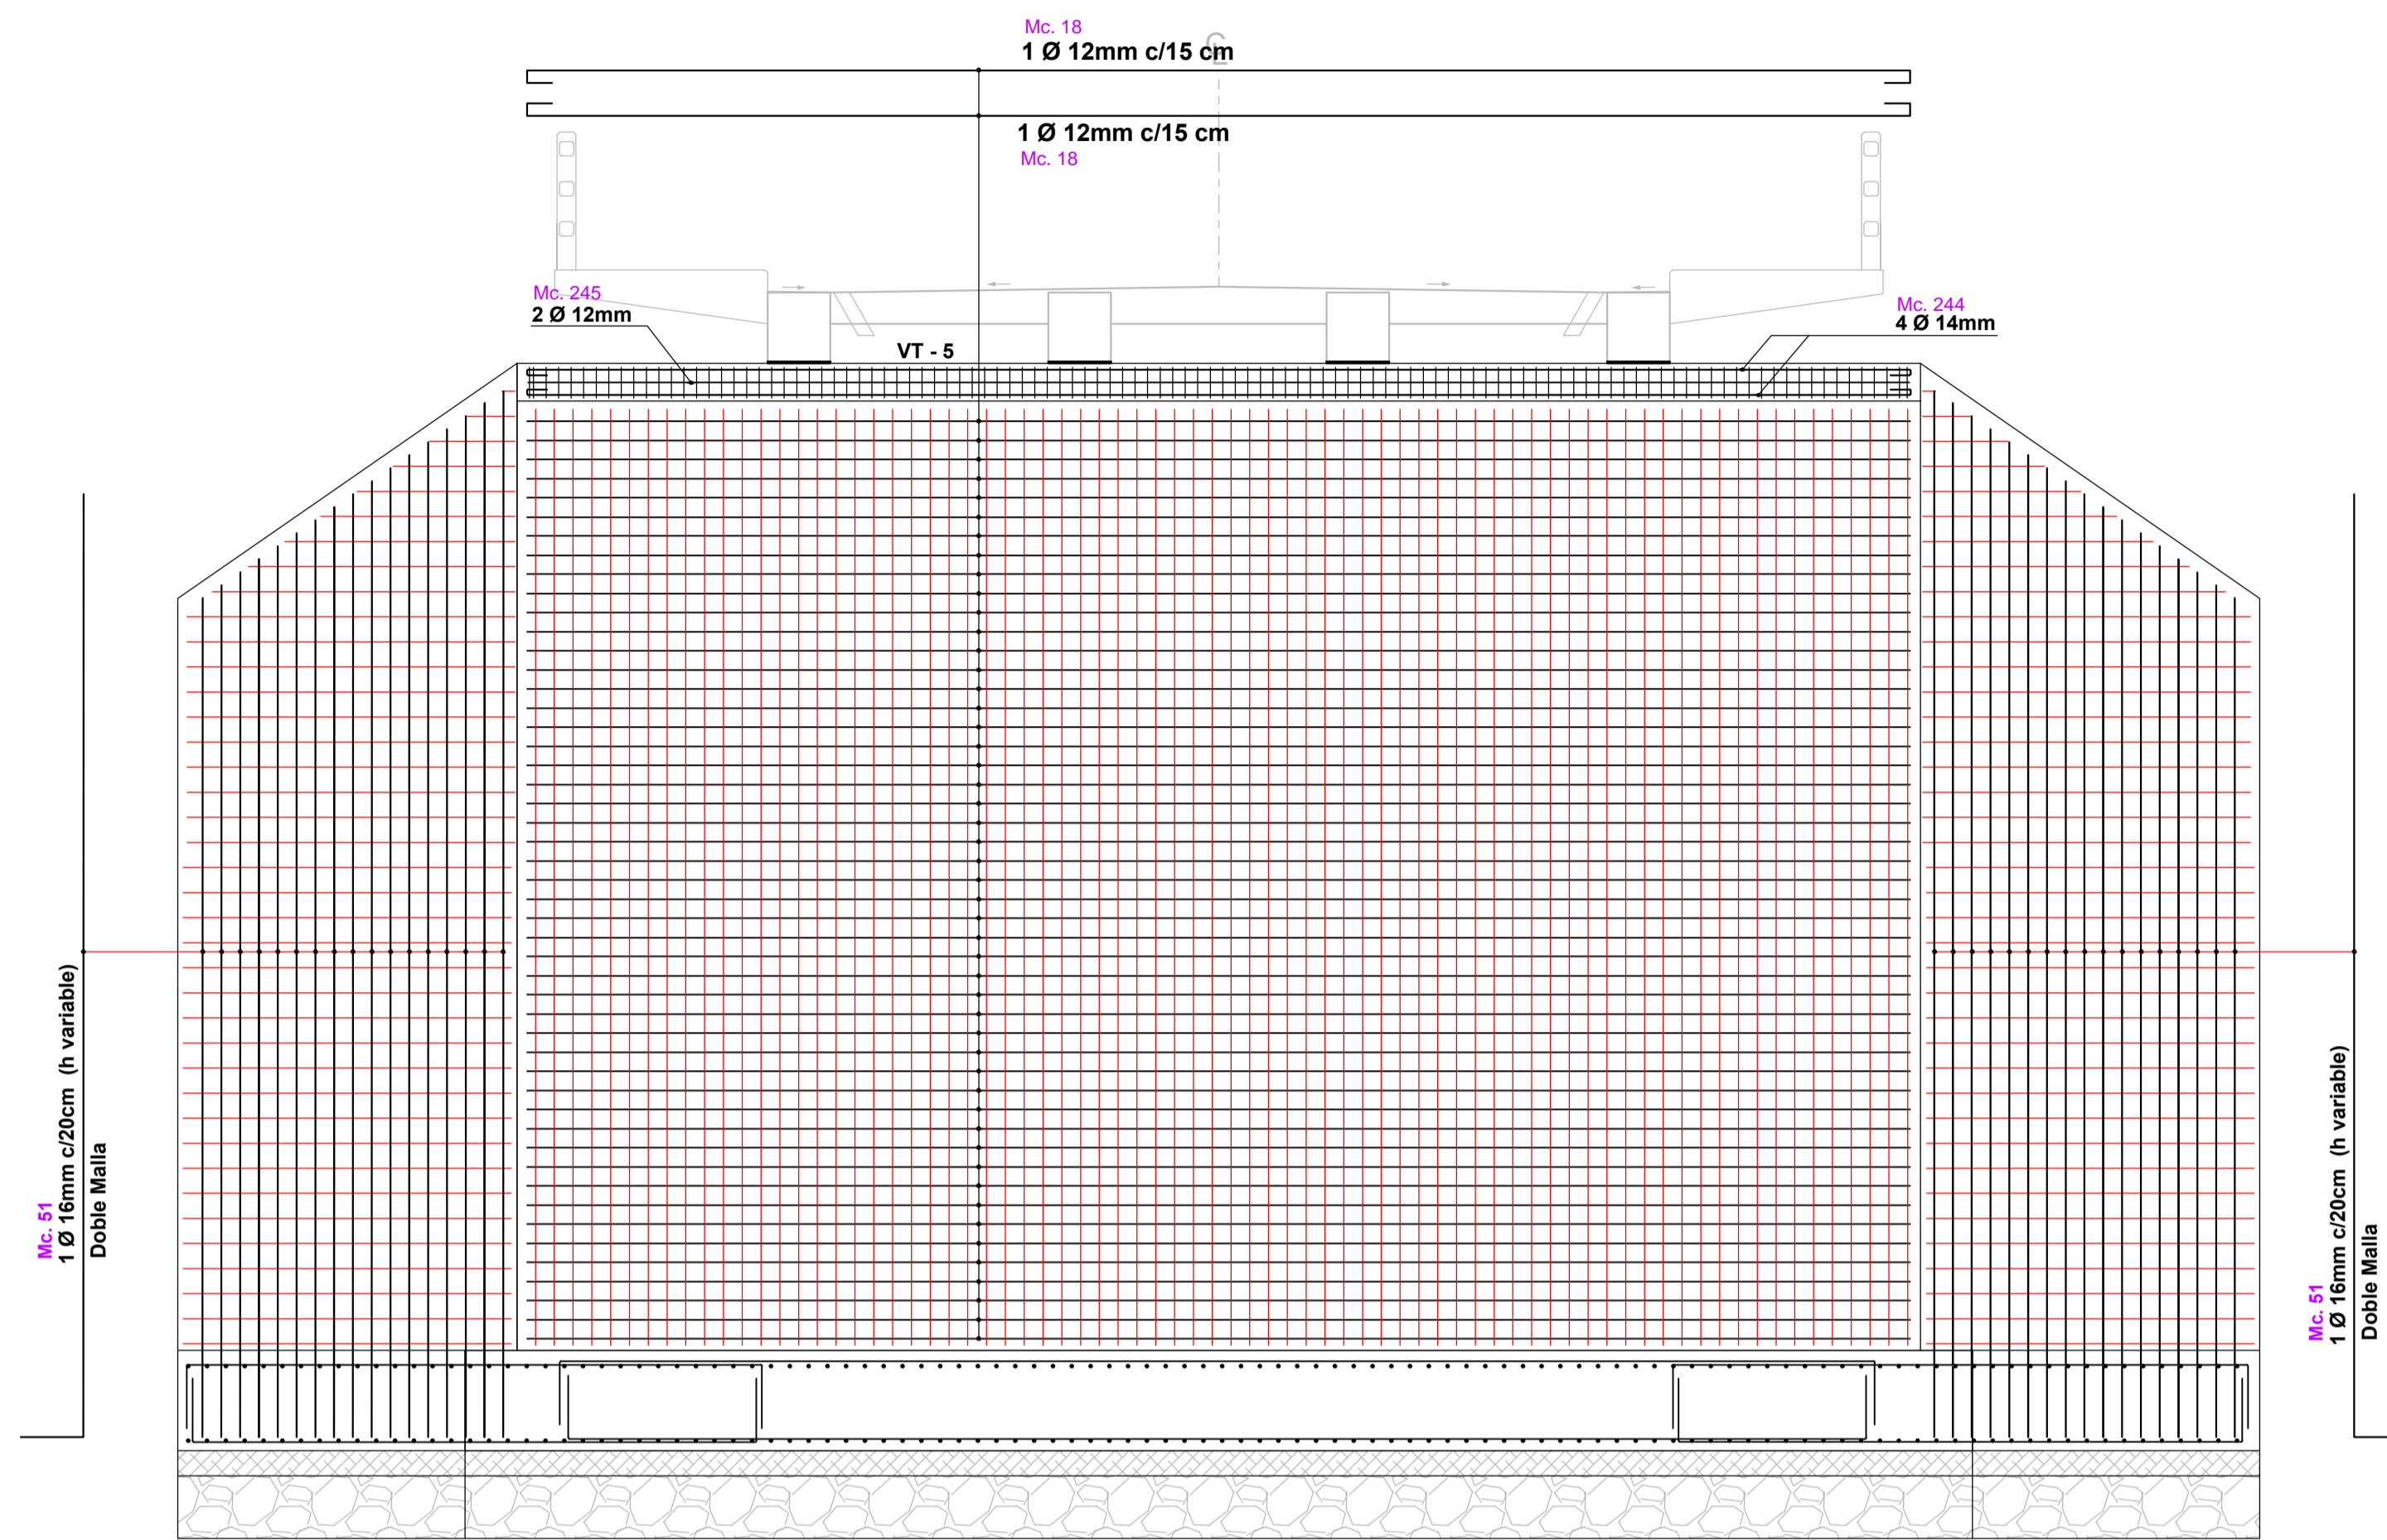 Mc. 18
1 Ø 12mm c/15 cm
℄
1 Ø 12mm c/15 cm
Mc. 18
Mc. 245
2 Ø 12mm
Mc. 244
4 Ø 14mm
VT - 5
Mc. 51
1 Ø 16mm c/20cm (h variable)
Doble Malla
Mc. 51
1 Ø 16mm c/20cm (h variable)
Doble Malla